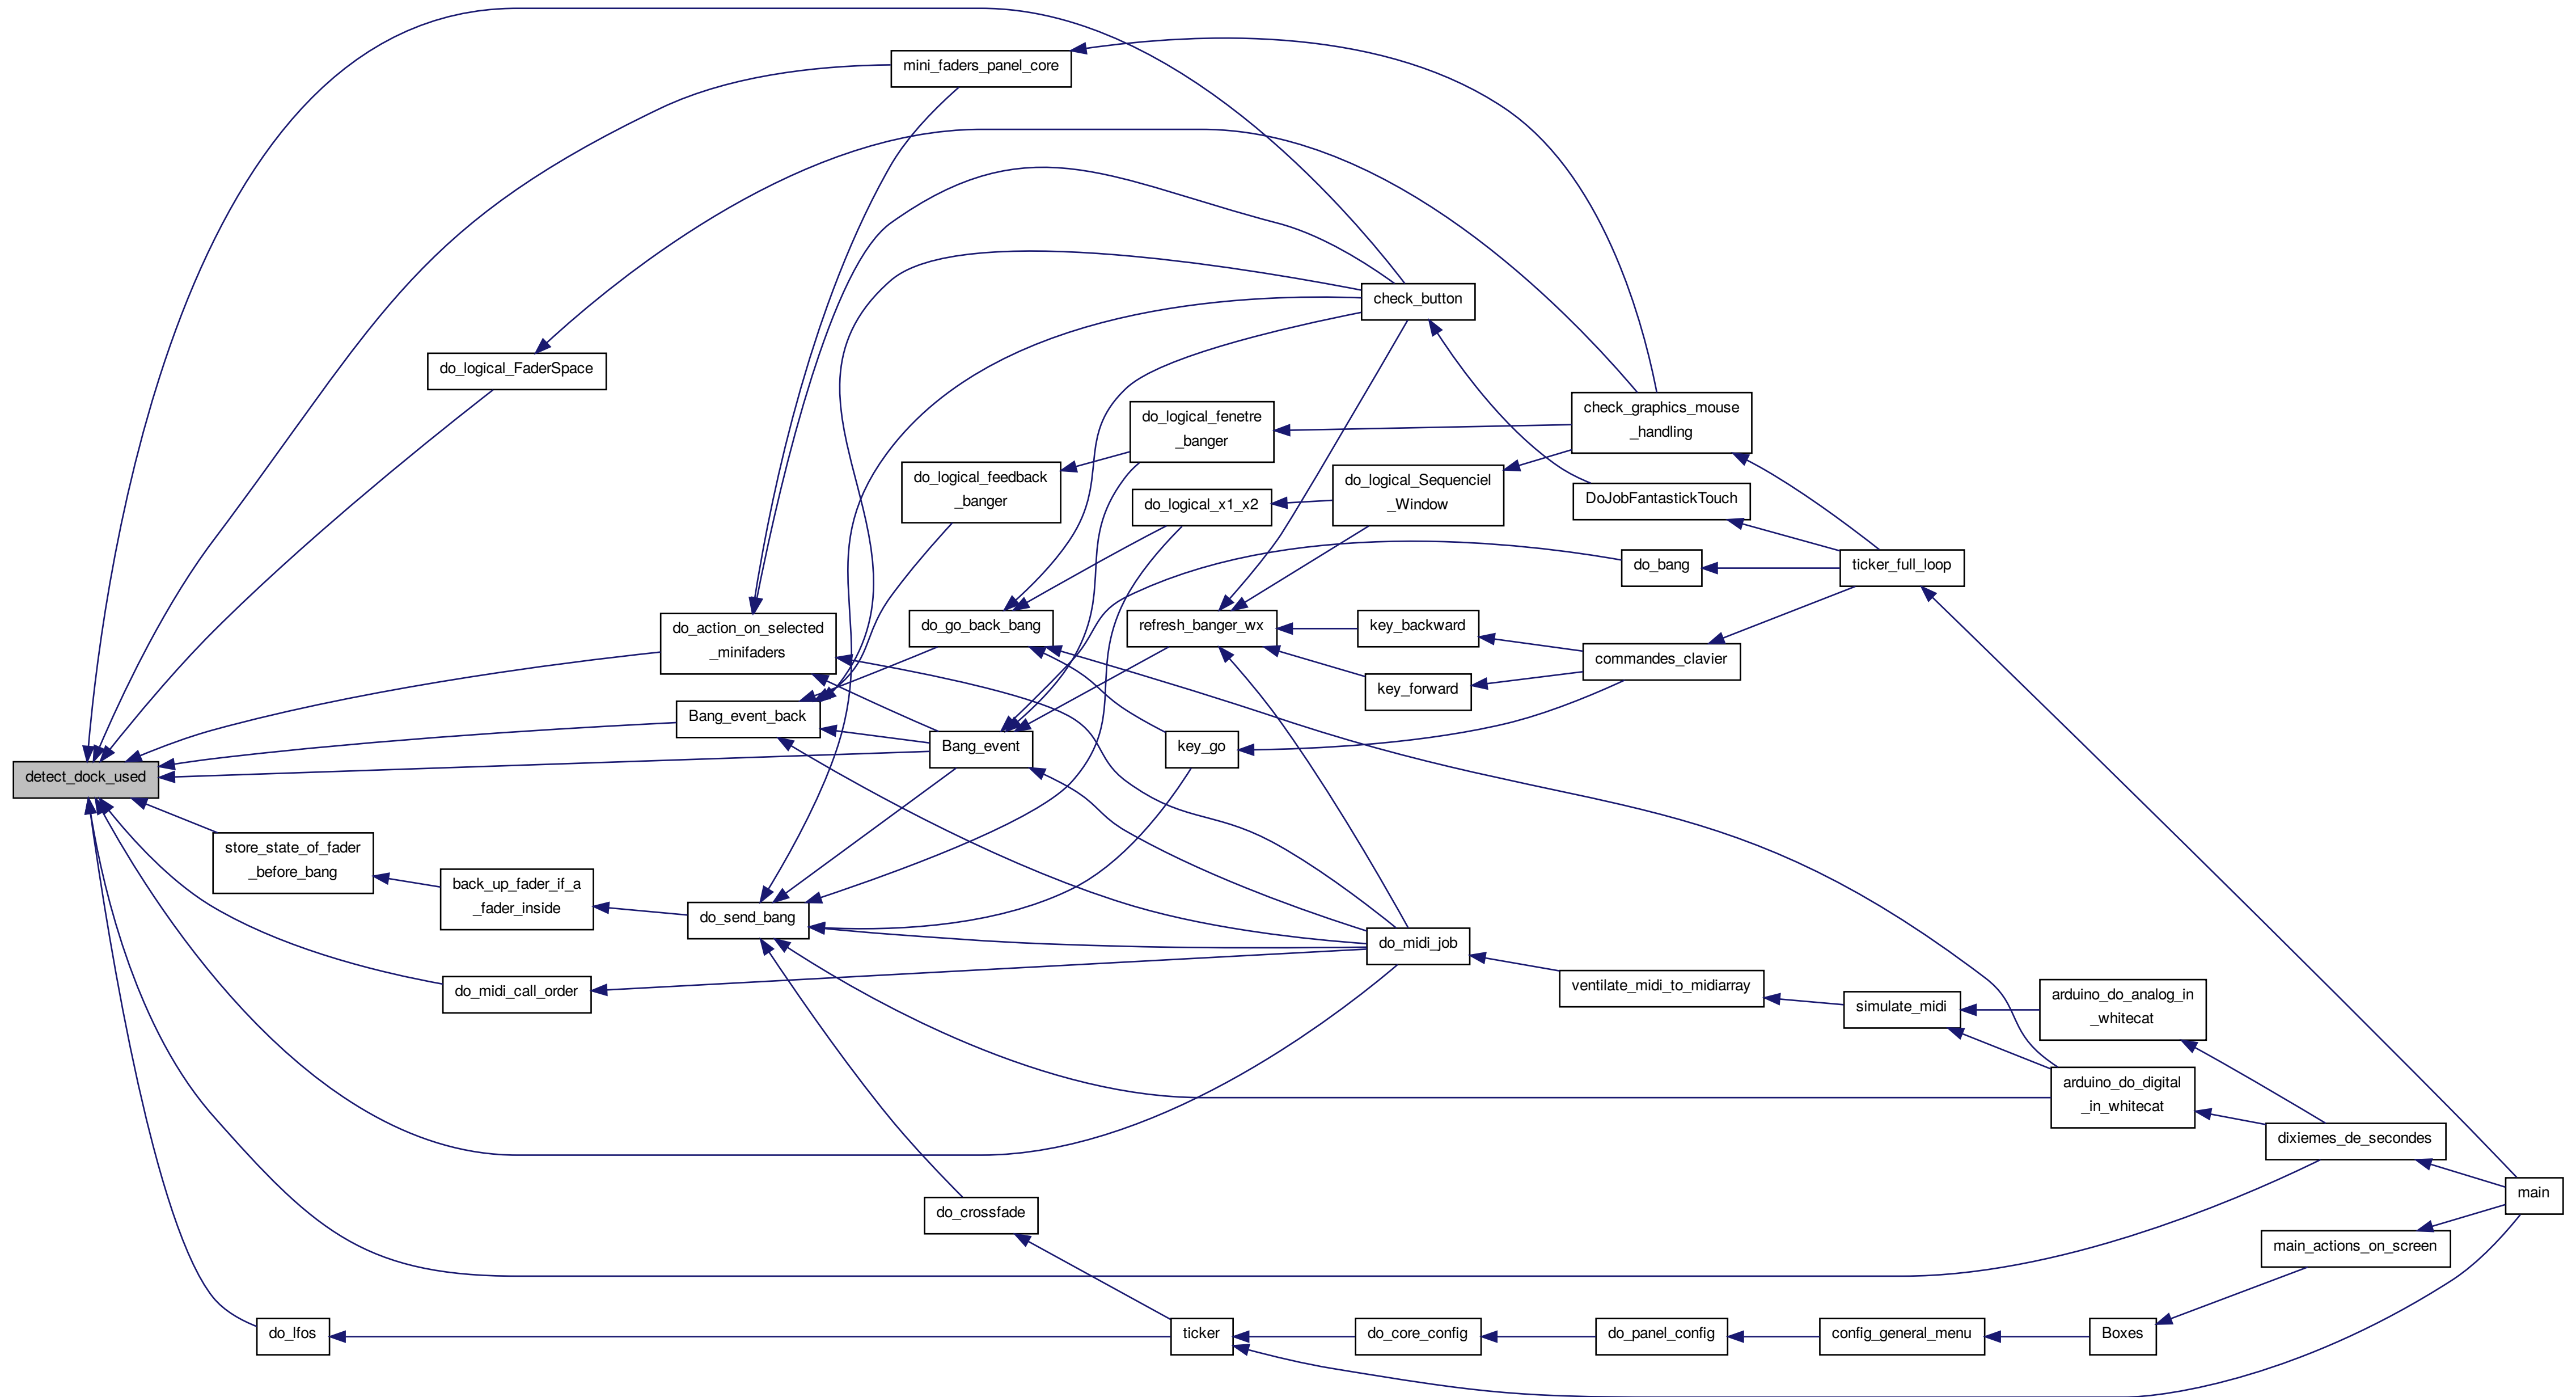 mini_faders_panel_core
check_button
do_logical_FaderSpace
check_graphics_mouse
_handling
do_logical_fenetre
_banger
do_logical_feedback
_banger
do_logical_Sequenciel
_Window
DoJobFantastickTouch
do_logical_x1_x2
do_bang
ticker_full_loop
do_action_on_selected
_minifaders
do_go_back_bang
refresh_banger_wx
key_backward
commandes_clavier
key_forward
Bang_event_back
Bang_event
key_go
detect_dock_used
store_state_of_fader
_before_bang
back_up_fader_if_a
_fader_inside
do_send_bang
do_midi_job
do_midi_call_order
ventilate_midi_to_midiarray
simulate_midi
arduino_do_analog_in
_whitecat
arduino_do_digital
_in_whitecat
dixiemes_de_secondes
main
do_crossfade
main_actions_on_screen
do_lfos
ticker
do_core_config
do_panel_config
config_general_menu
Boxes